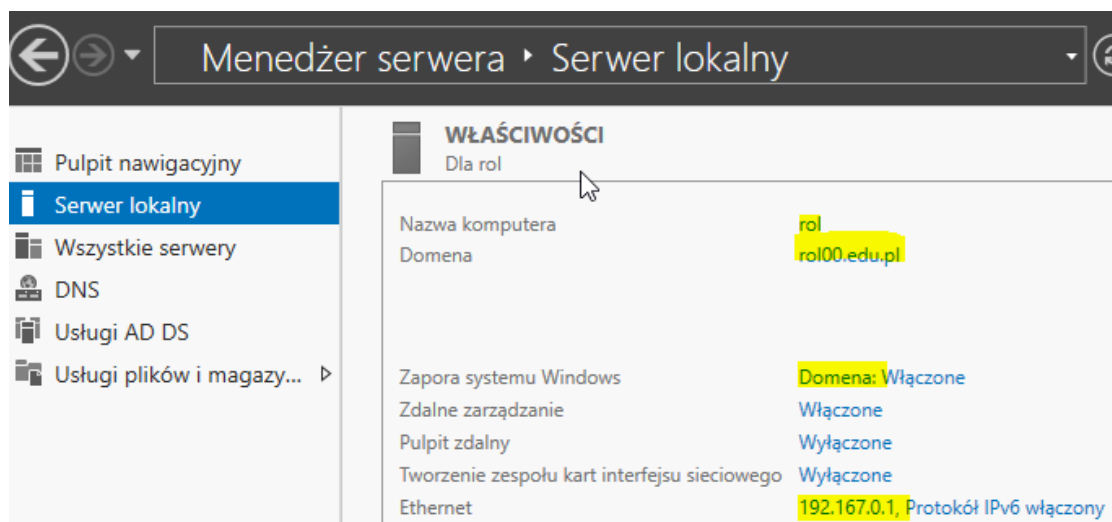 Menedżer serwera ‣ Serwer lokalny
Pulpit nawigacyjny
Serwer lokalny
Wszystkie serwery
DNS
Usługi AD DS
Usługi plików i magazy...
WŁAŚCIWOŚCI
Dla rol
Nazwa komputera rol
Domena rol00.edu.pl
Zapora systemu Windows Domena: Włączone
Zdalne zarządzanie Włączone
Pulpit zdalny Wyłączone
Tworzenie zespołu kart interfejsu sieciowego Wyłączone
Ethernet 192.167.0.1, Protokół IPv6 włączony